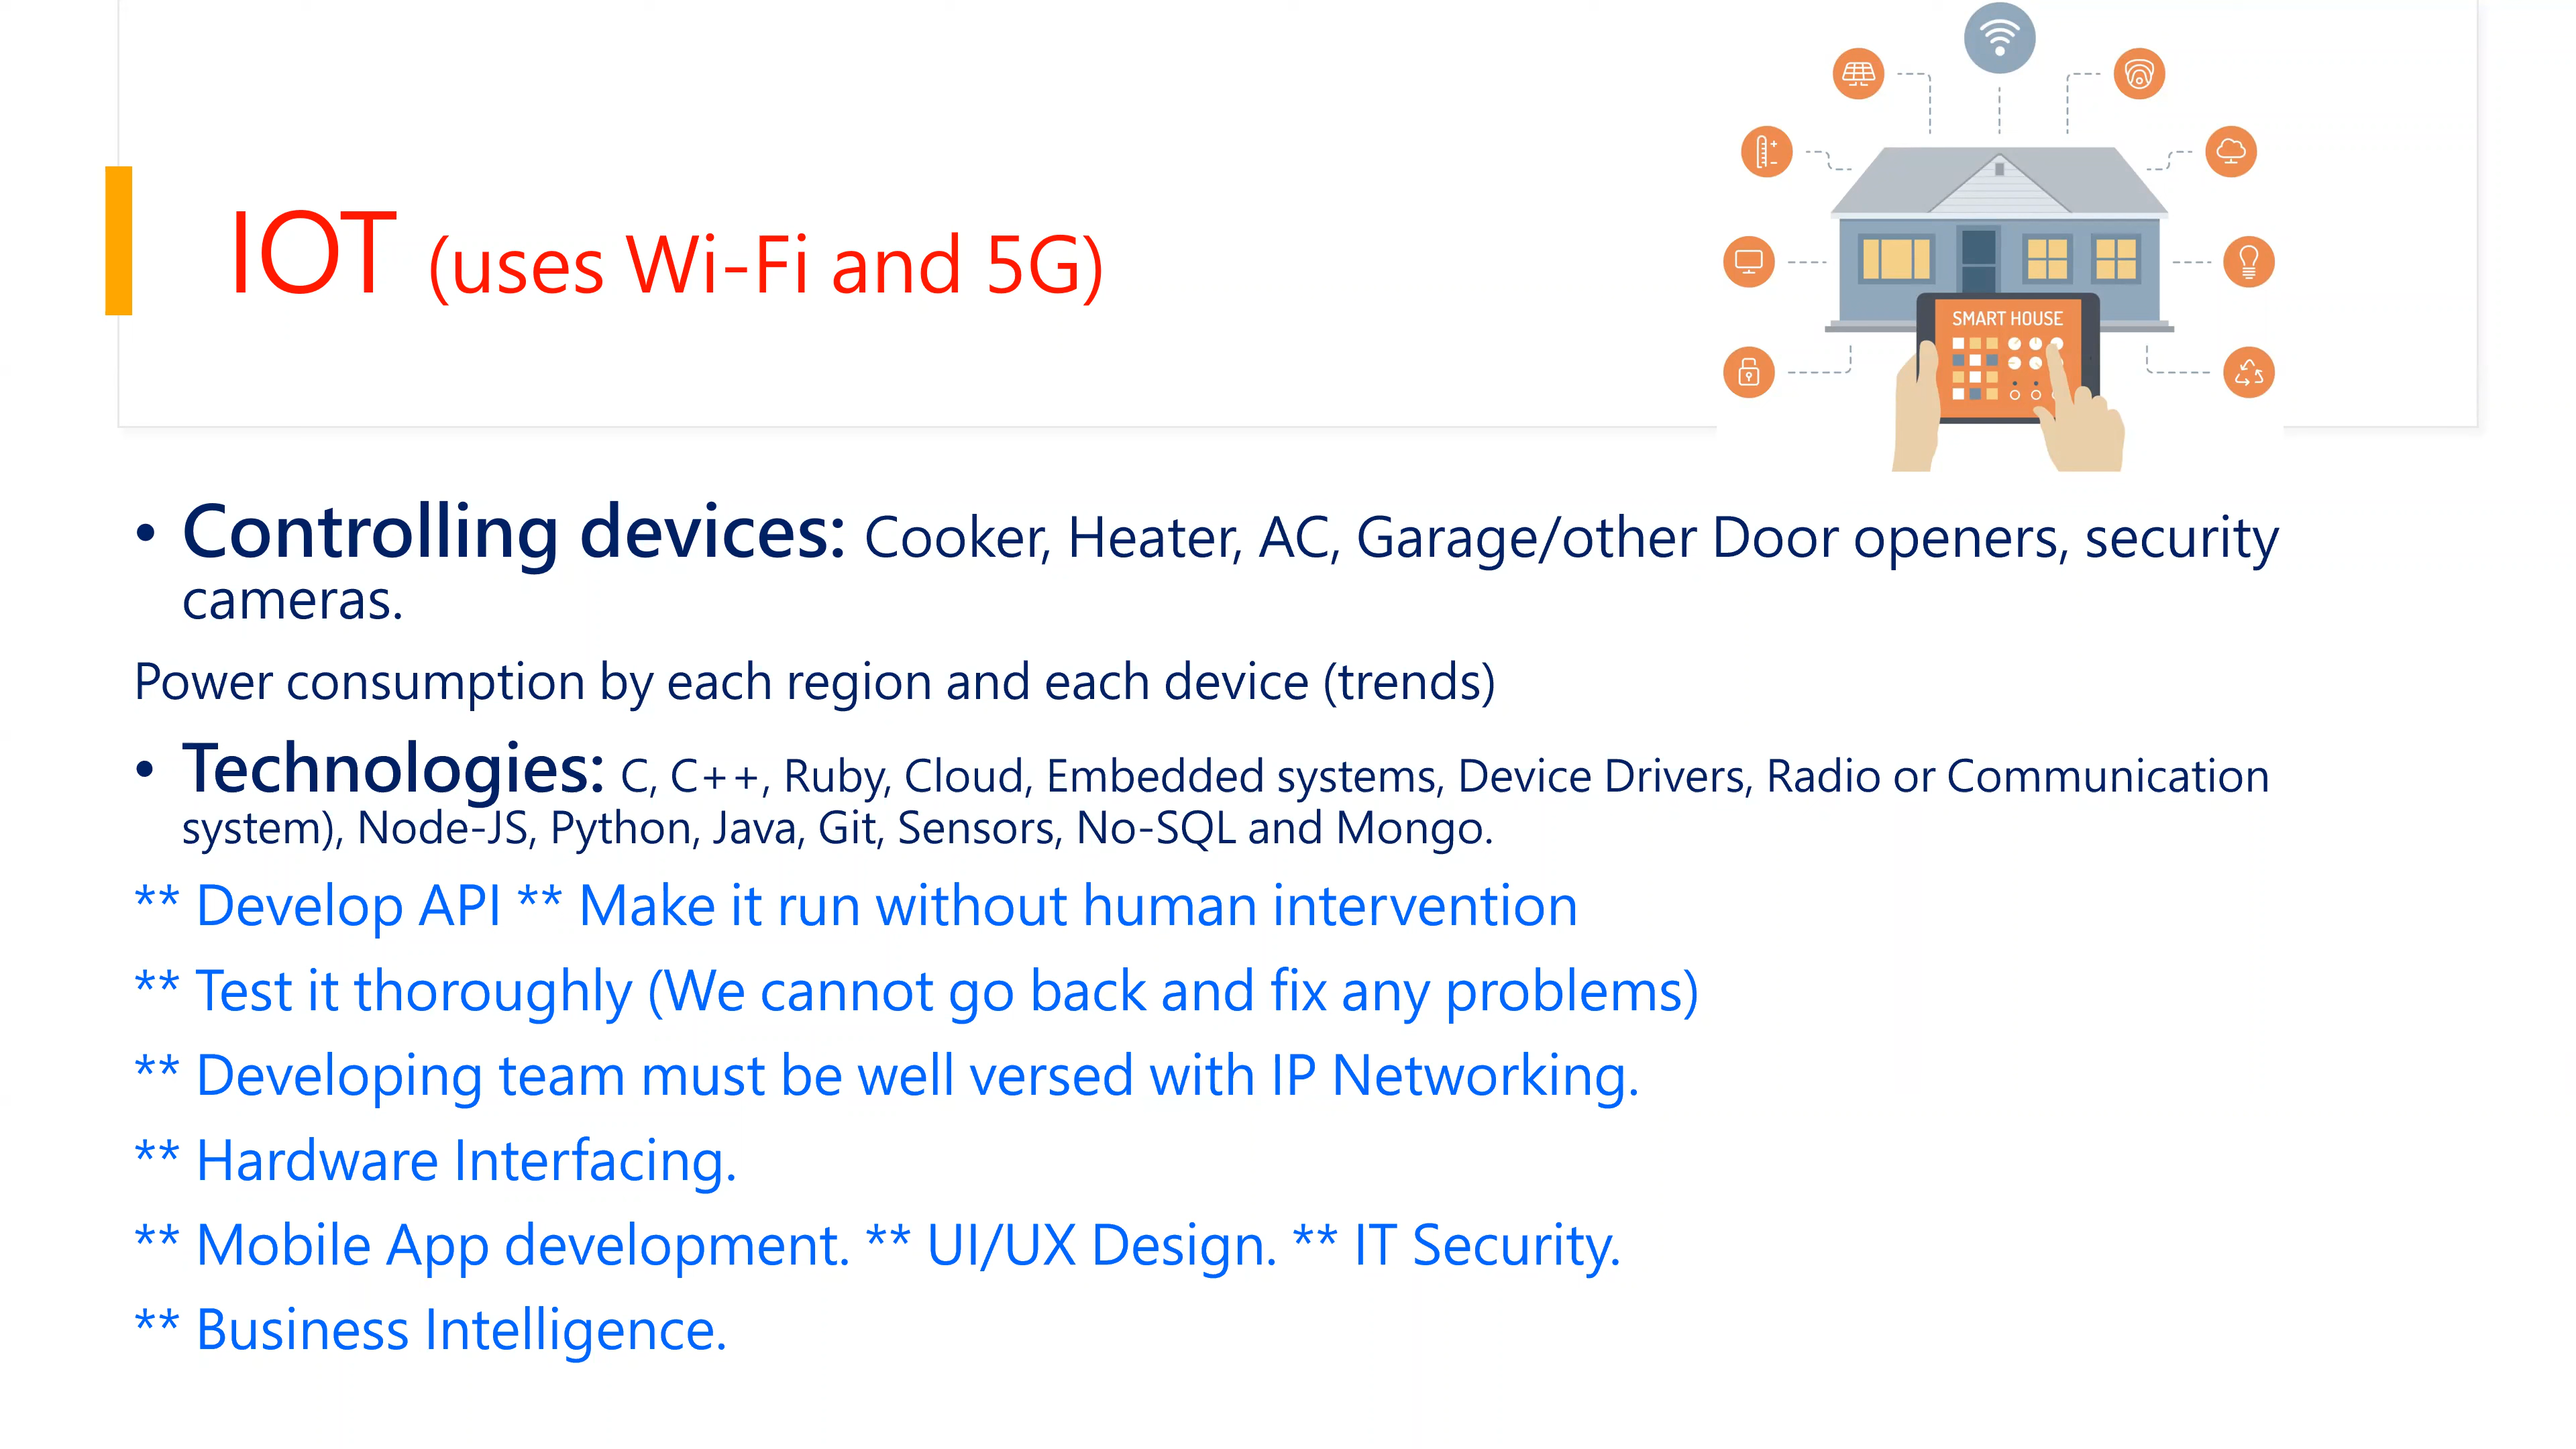 IOT (uses Wi-Fi and 5G)
SMART HOUSE
• Controlling devices: Cooker, Heater, AC, Garage/other Door openers, security
cameras.
Power consumption by each region and each device (trends)
• Technologies: C, C++, Ruby, Cloud, Embedded systems, Device Drivers, Radio or Communication
system), Node-JS, Python, Java, Git, Sensors, No-SQL and Mongo.
** Develop API ** Make it run without human intervention
** Test it thoroughly (We cannot go back and fix any problems)
** Developing team must be well versed with IP Networking.
** Hardware Interfacing.
** Mobile App development. ** UI/UX Design. ** IT Security.
** Business Intelligence.